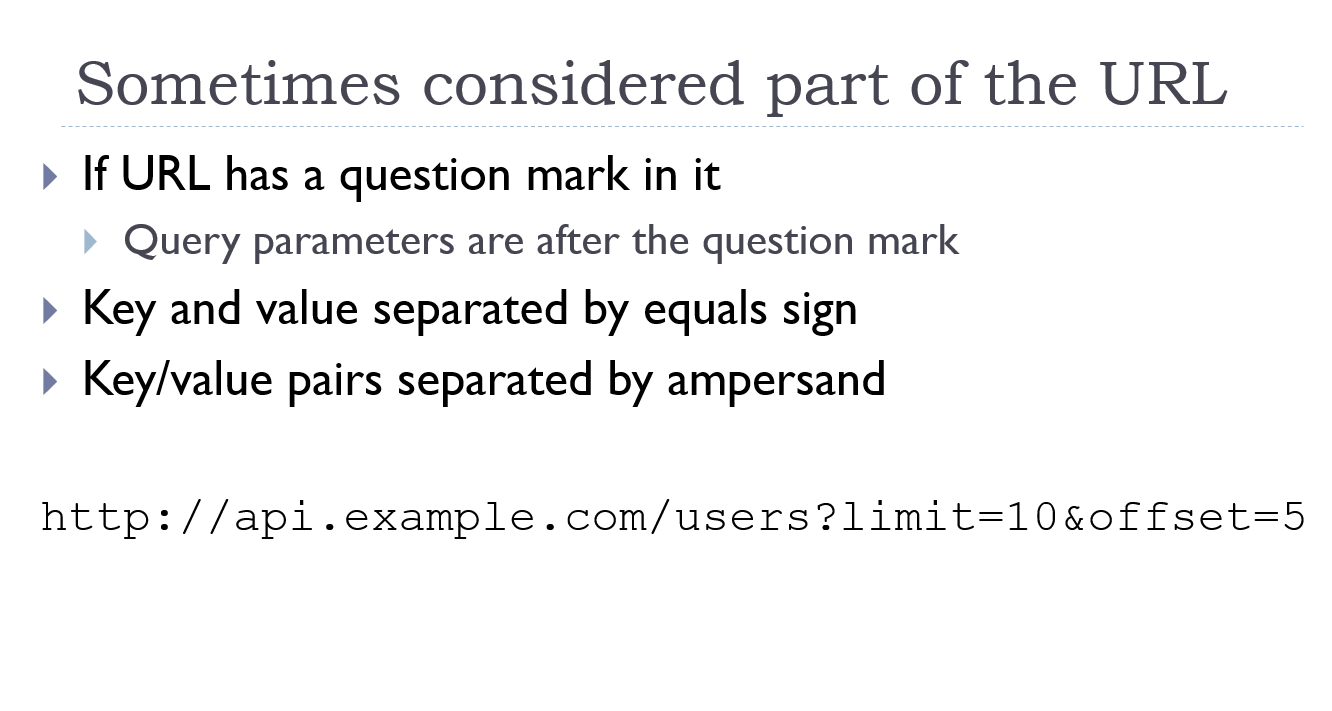 Sometimes considered part of the URL
If URL has a question mark in it
Query parameters are after the question mark
Key and value separated by equals sign
Key/value pairs separated by ampersand
http://api.example.com/users?limit=10&offset=5